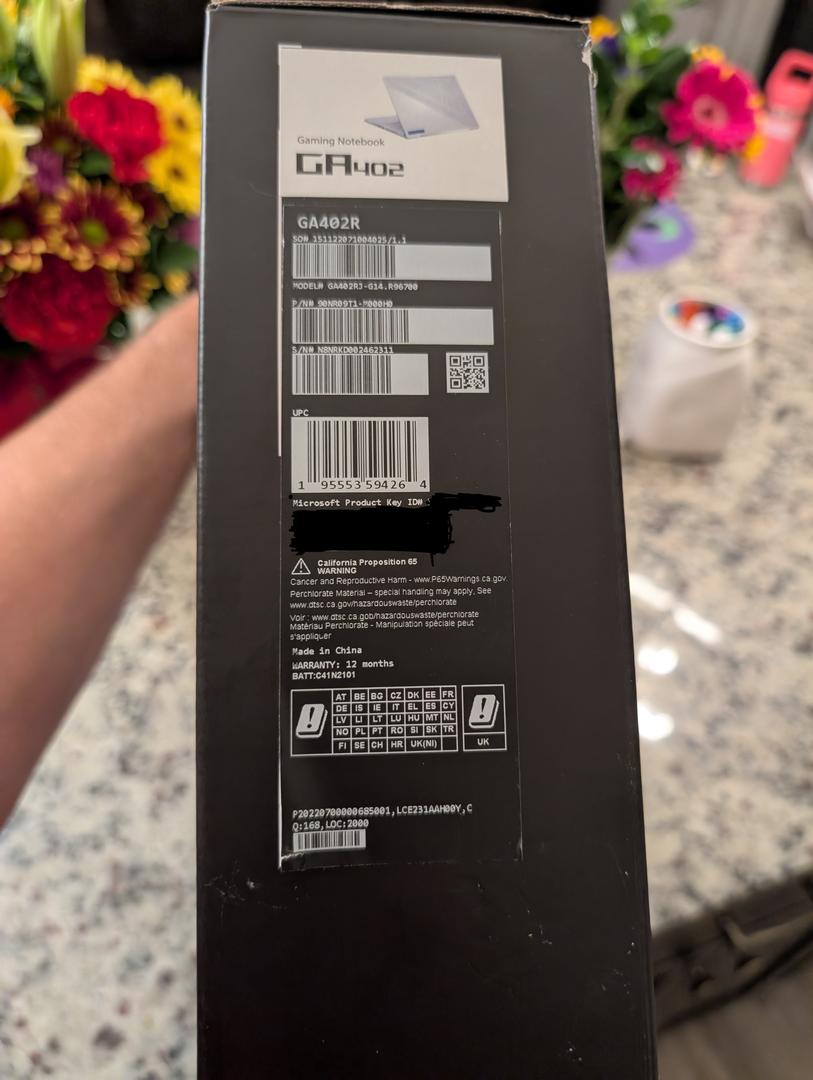 Gaming Notebook
GA402
GA402R
SO# 151122071004025/1.1
MODEL# GA402RJ-G14.R96700
P/N# 90NR09T1-M000H0
S/N# N8NRKD002462311
UPC
1 95553 59426 4
Microsoft Product Key ID#
California Proposition 65
WARNING
Cancer and Reproductive Harm - www.P65Warnings.ca.gov.
Perchlorate Material – special handling may apply, See
www.dtsc.ca.gov/hazardouswaste/perchlorate
Voir : www.dtsc.ca.gob/hazardouswaste/perchlorate
Matériau Perchlorate - Manipulation spéciale peut
s'appliquer
Made in China
WARRANTY: 12 months
BATT:C41N2101
AT BE BG CZ DK EE FR
DE IS IE IT EL ES CY
LV LI LT LU HU MT NL
NO PL PT RO SI SK TR
FI SE CH HR UK(NI)
UK
P20220700000685001,LCE231AAH00Y,C
Q:168,LOC:2000